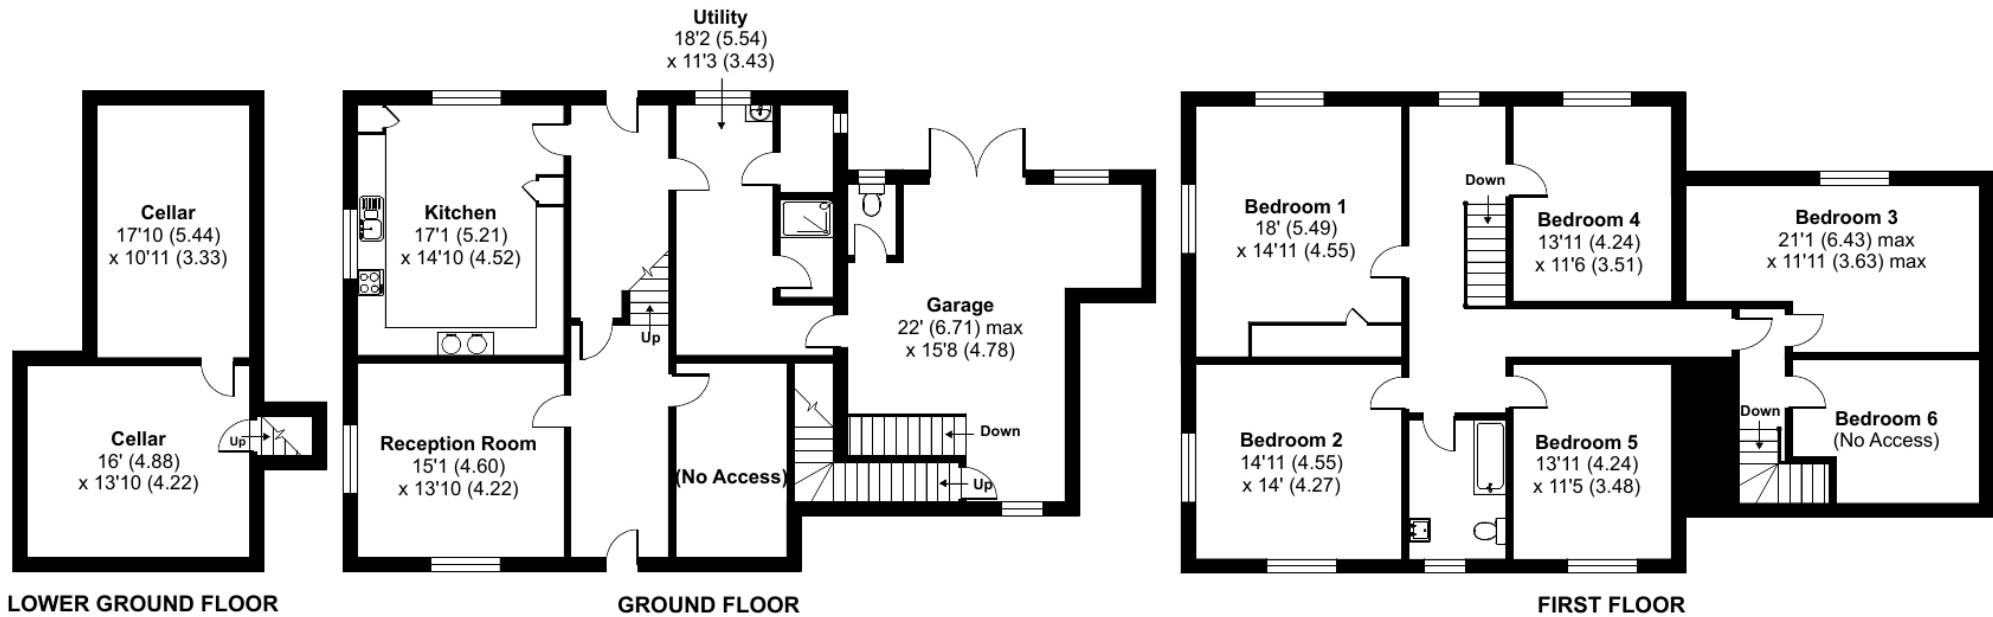 Utility
18'2 (5.54)
x 11'3 (3.43)
Cellar
17'10 (5.44)
x 10'11 (3.33)
Cellar
16' (4.88)
x 13'10 (4.22)
Up
LOWER GROUND FLOOR
Kitchen
17'1 (5.21)
x 14'10 (4.52)
Up
Garage
22' (6.71) max
x 15'8 (4.78)
Reception Room
15'1 (4.60)
x 13'10 (4.22)
(No Access)
Down
Up
GROUND FLOOR
Bedroom 1
18' (5.49)
x 14'11 (4.55)
Down
Bedroom 4
13'11 (4.24)
x 11'6 (3.51)
Bedroom 3
21'1 (6.43) max
x 11'11 (3.63) max
Bedroom 2
14'11 (4.55)
x 14' (4.27)
Bedroom 5
13'11 (4.24)
x 11'5 (3.48)
Down
Bedroom 6
(No Access)
FIRST FLOOR